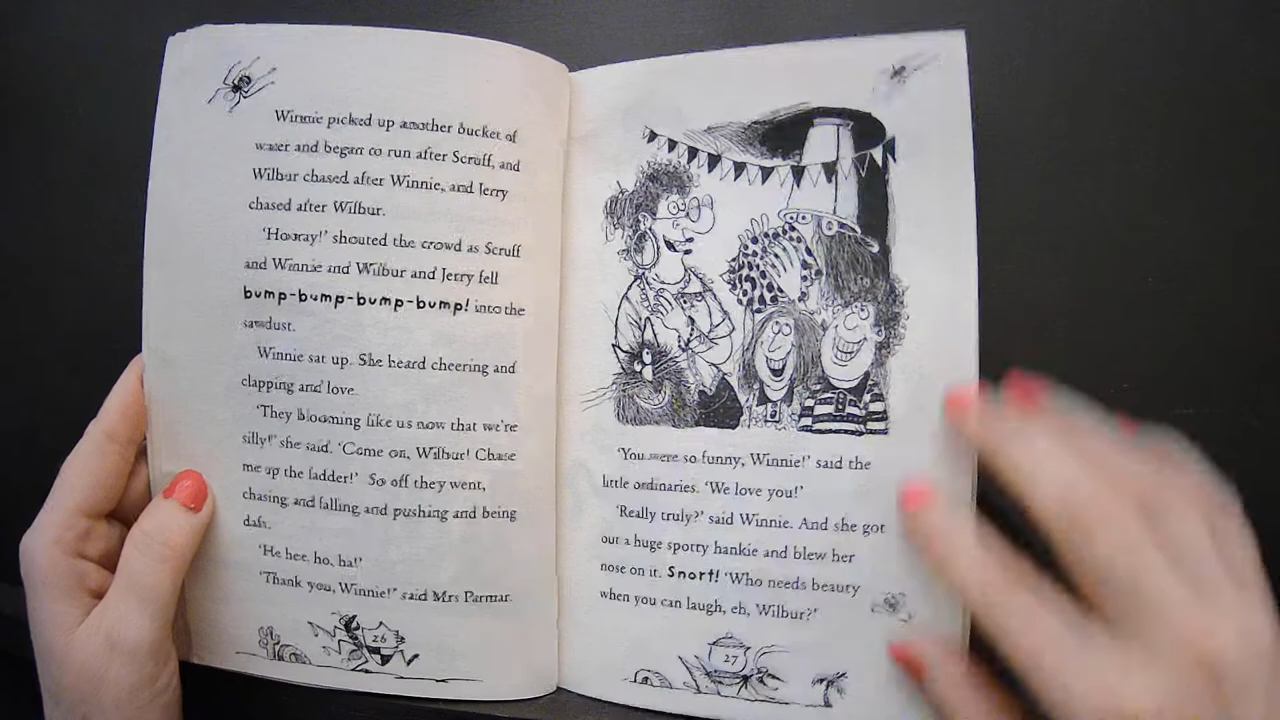 Winnie picked up another bucket of
water and began to run after Scruff, and
Wilbur chased after Winnie, and Jerry
chased after Wilbur.
'Hooray!' shouted the crowd as Scruff
and Winnie and Wilbur and Jerry fell
bump-bump-bump-bump! into the
sawdust.
Winnie sat up. She heard cheering and
clapping and love.
'They blooming like us now that we're
silly!' she said. 'Come on, Wilbur! Chase
me up the ladder!' So off they went,
chasing and falling and pushing and being
daft.
'He hee, ho, ha!'
'Thank you, Winnie!' said Mrs Parmar.
26
'You were so funny, Winnie!' said the
little ordinaries. 'We love you!'
'Really truly?' said Winnie. And she got
out a huge spotty hankie and blew her
nose on it. Snort! 'Who needs beauty
when you can laugh, eh, Wilbur?'
27